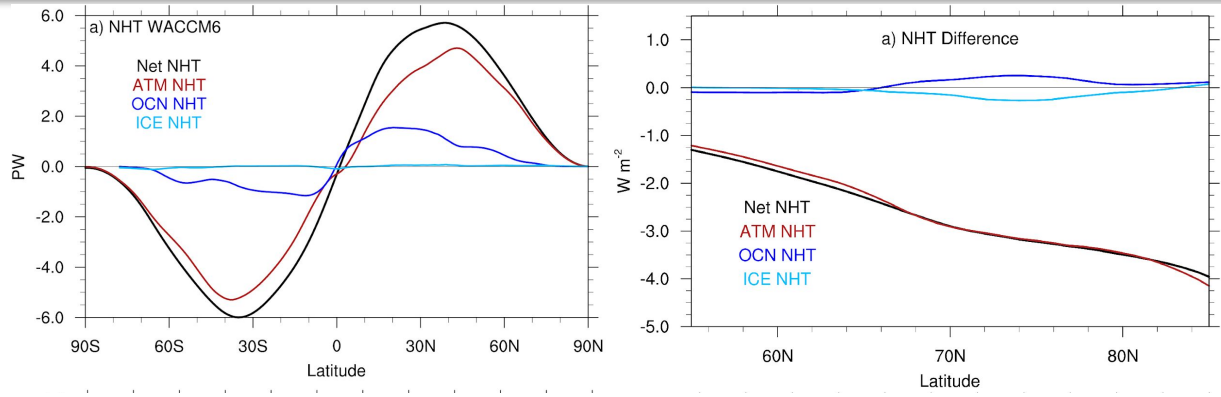 a) NHT WACCM6
6.0
4.0
2.0
0.0
-2.0
-4.0
-6.0
PW
Net NHT
ATM NHT
OCN NHT
ICE NHT
90S 60S 30S 0 30N 60N 90N
Latitude
a) NHT Difference
1.0
0.0
-1.0
-2.0
-3.0
-4.0
-5.0
W m-2
Net NHT
ATM NHT
OCN NHT
ICE NHT
60N 70N 80N
Latitude